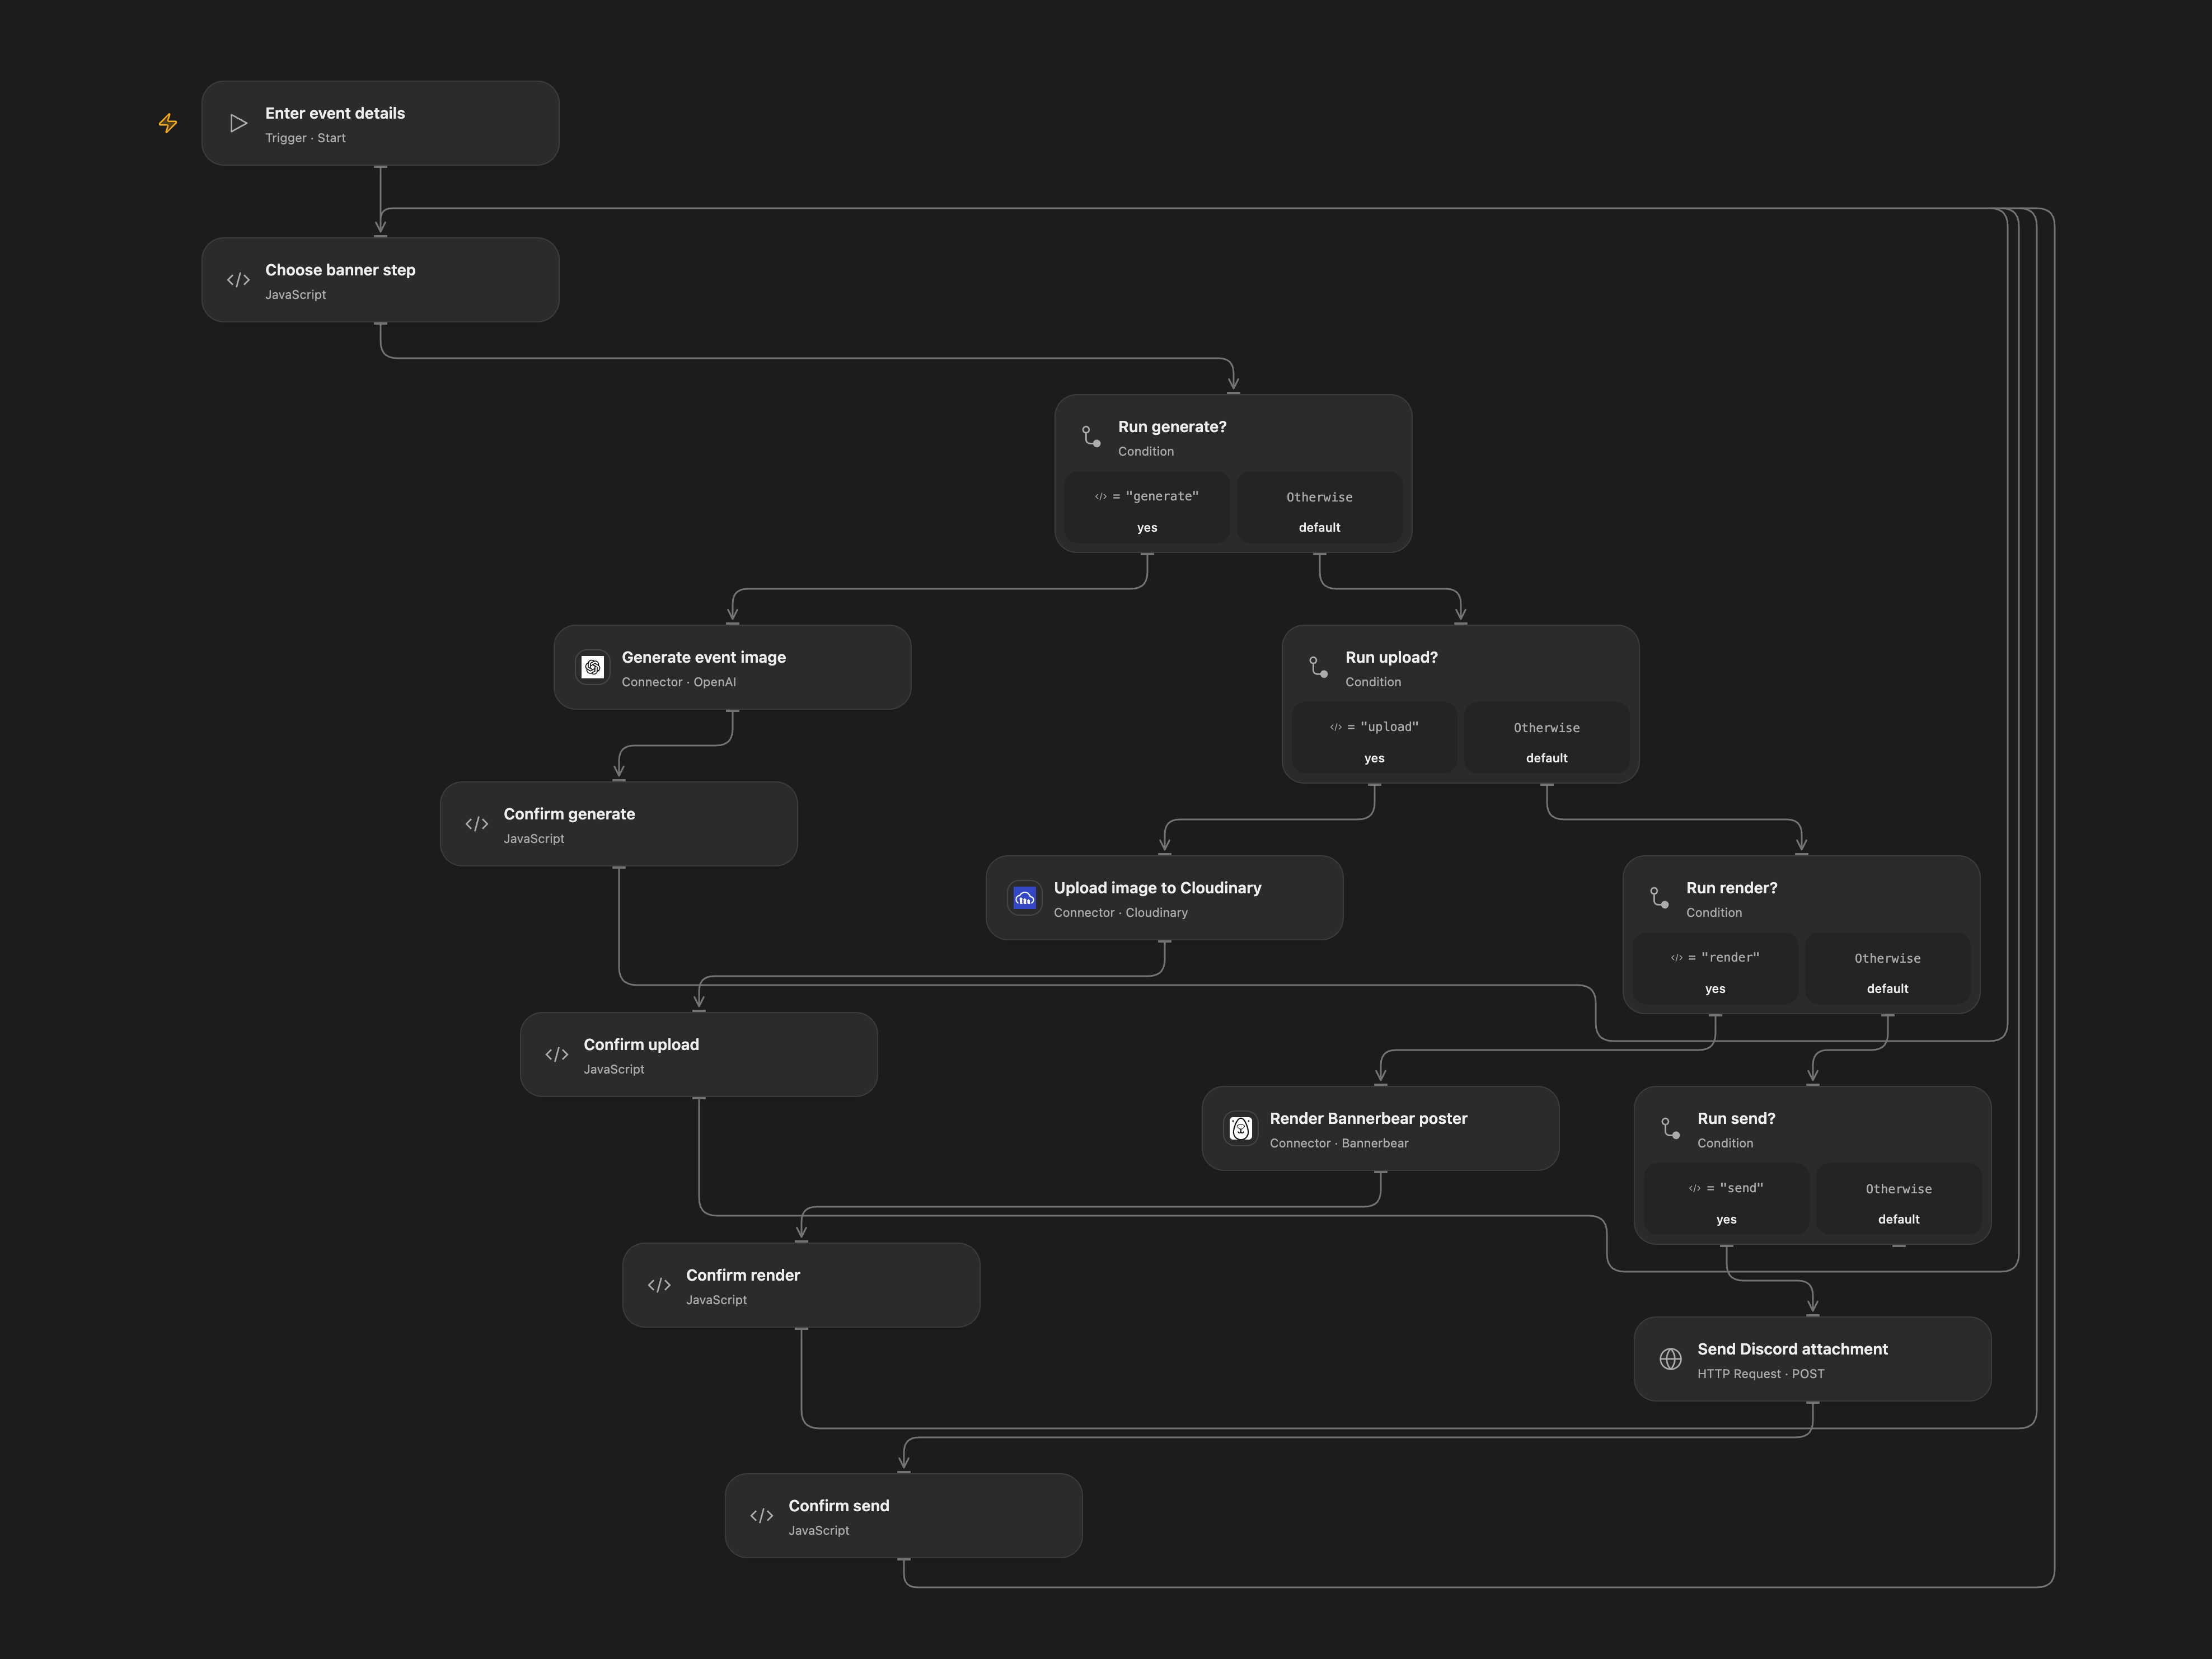 Enter event details
Trigger · Start
Choose banner step
JavaScript
Run generate?
Condition
</> = "generate"
yes
Otherwise
default
Generate event image
Connector · OpenAI
Run upload?
Condition
</> = "upload"
yes
Otherwise
default
Confirm generate
JavaScript
Upload image to Cloudinary
Connector · Cloudinary
Run render?
Condition
</> = "render"
yes
Otherwise
default
Confirm upload
JavaScript
Render Bannerbear poster
Connector · Bannerbear
Run send?
Condition
</> = "send"
yes
Otherwise
default
Confirm render
JavaScript
Send Discord attachment
HTTP Request · POST
Confirm send
JavaScript